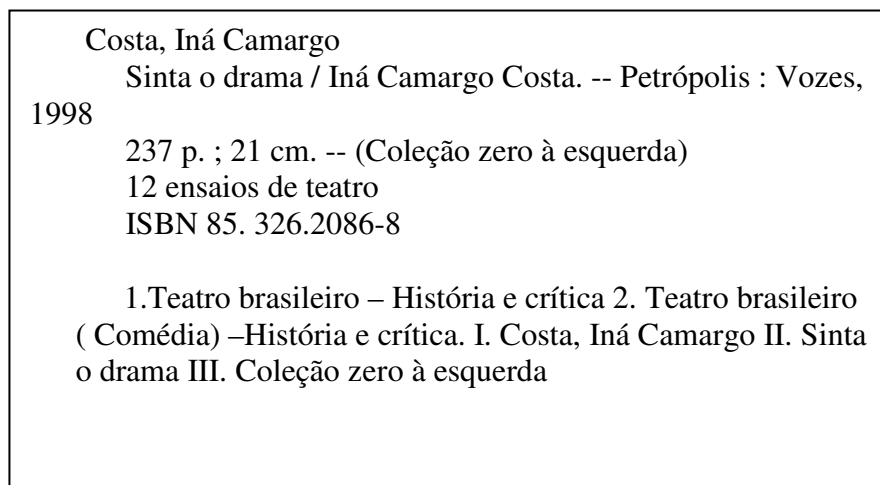 Costa, Iná Camargo
Sinta o drama / Iná Camargo Costa. -- Petrópolis : Vozes,
1998
237 p. ; 21 cm. -- (Coleção zero à esquerda)
12 ensaios de teatro
ISBN 85. 326.2086-8
1.Teatro brasileiro – História e crítica 2. Teatro brasileiro
( Comédia) –História e crítica. I. Costa, Iná Camargo II. Sinta
o drama III. Coleção zero à esquerda